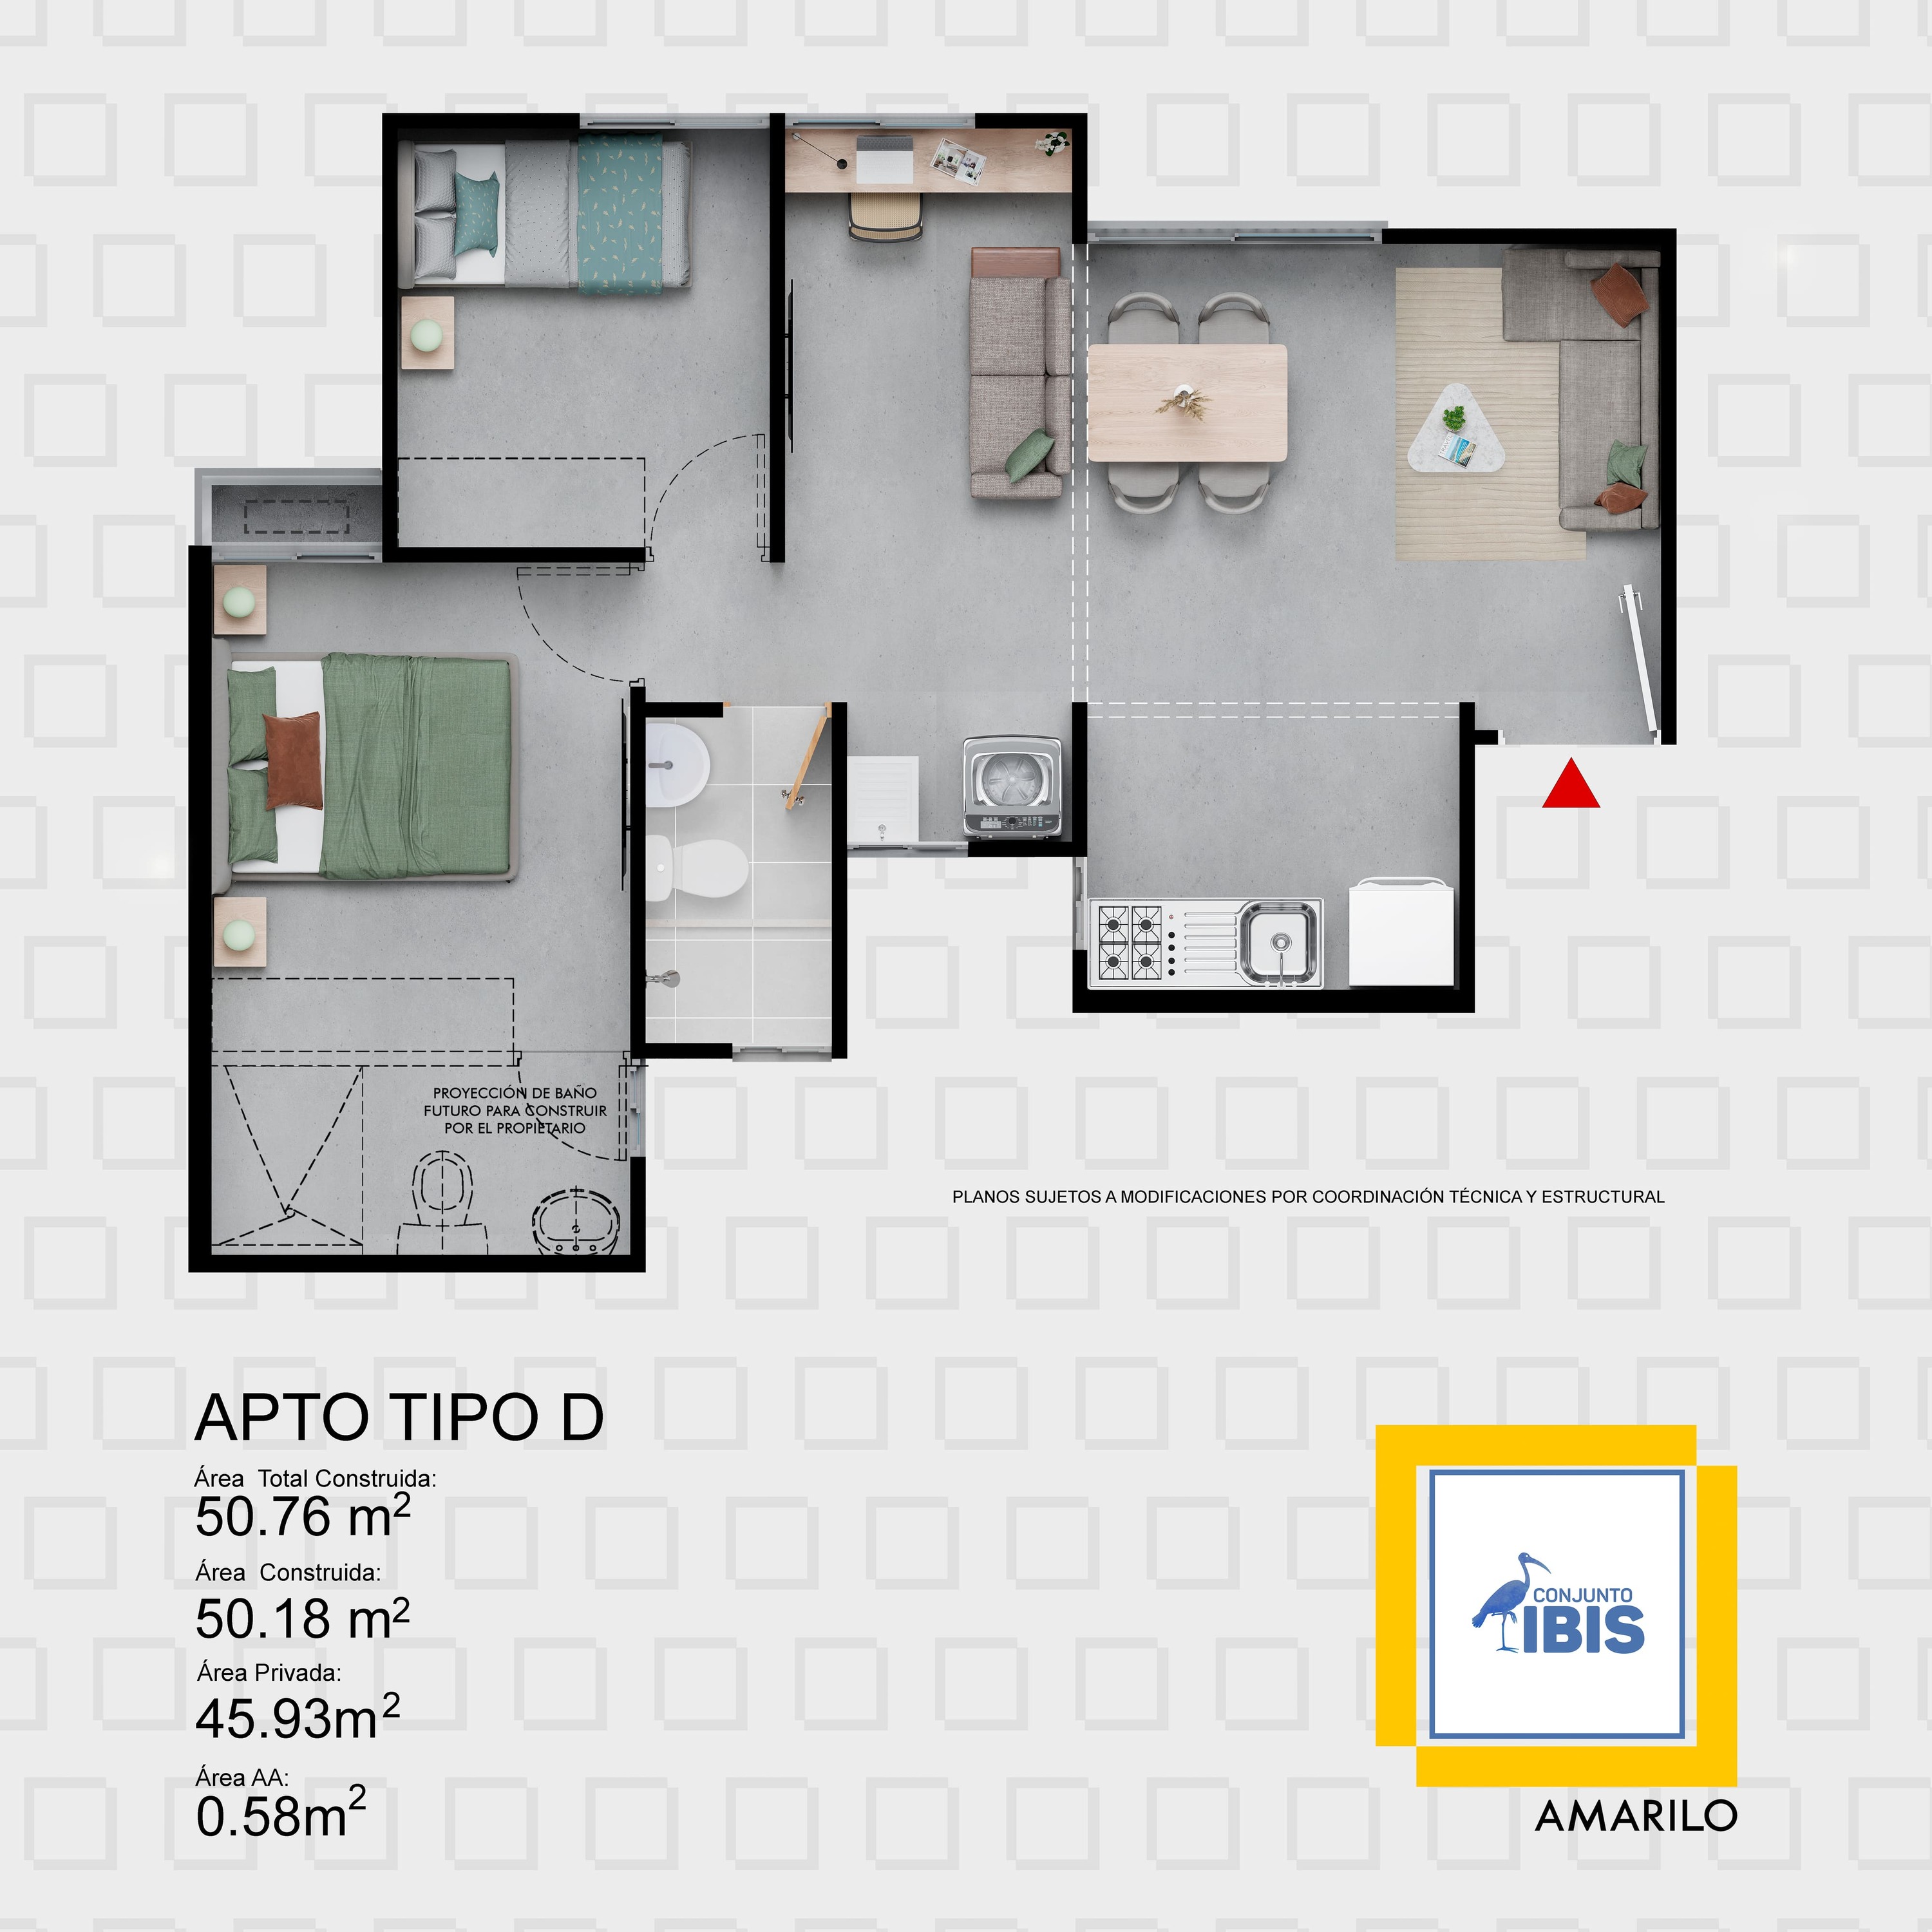 PROYECCIÓN DE BAÑO
FUTURO PARA CONSTRUIR
POR EL PROPIETARIO
PLANOS SUJETOS A MODIFICACIONES POR COORDINACIÓN TÉCNICA Y ESTRUCTURAL
APTO TIPO D
Área Total Construida:
50.76 m²
Área Construida:
50.18 m²
Área Privada:
45.93m²
Área AA:
0.58m²
CONJUNTO
IBIS
AMARILO